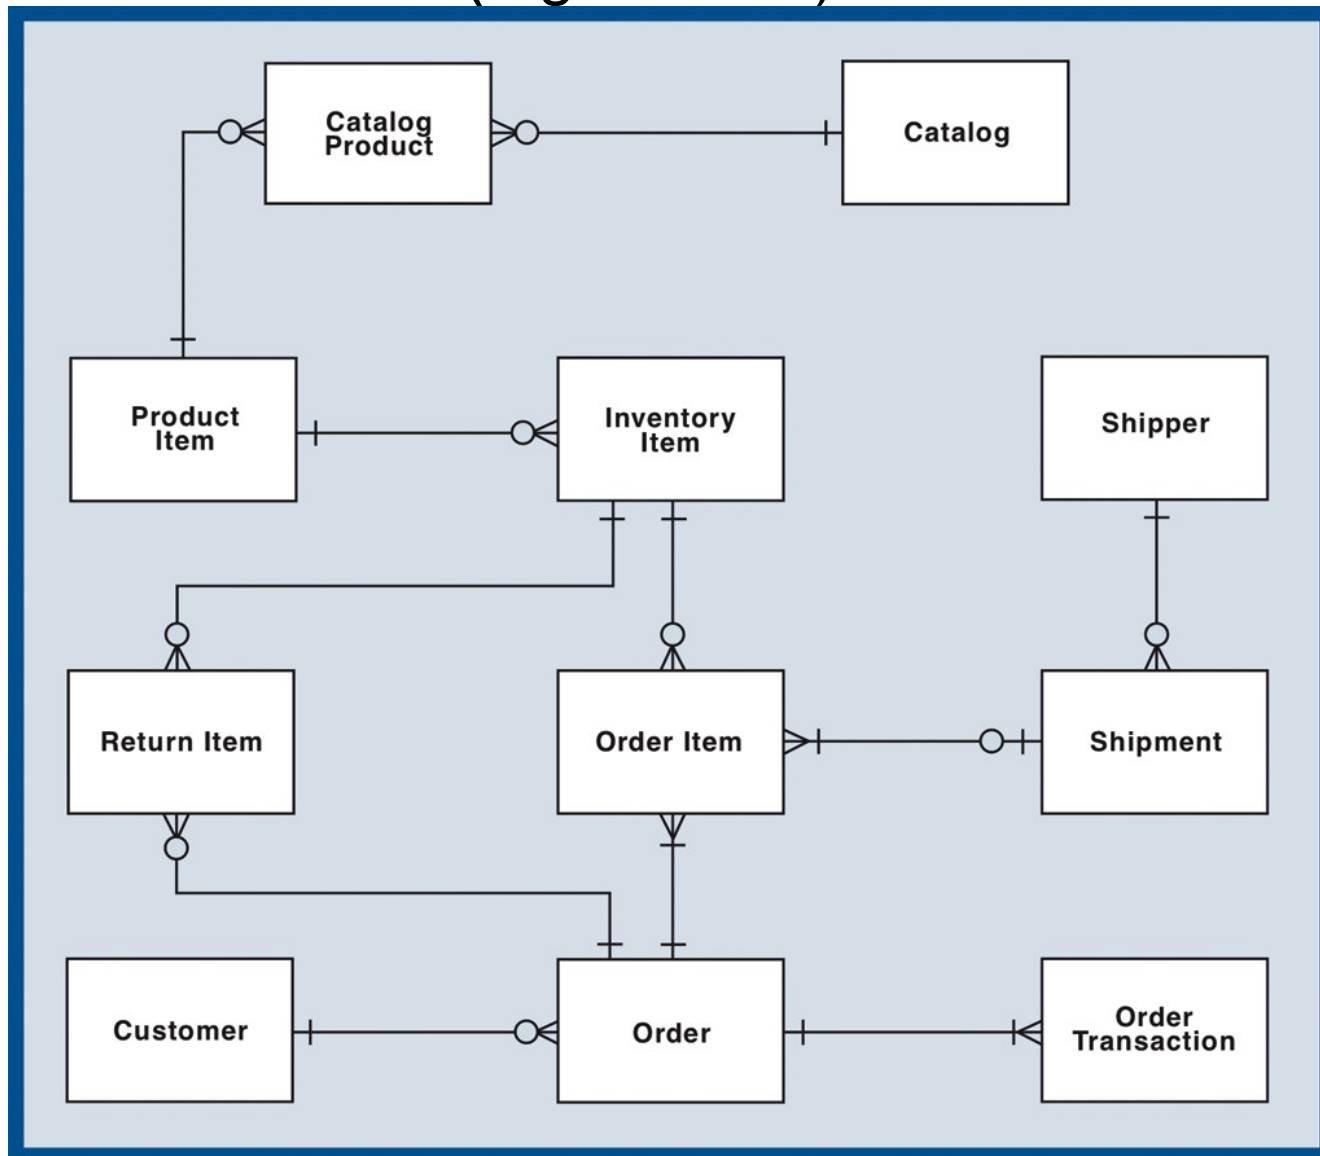 Catalog
Product
Catalog
Product
Item
Inventory
Item
Shipper
Return Item
Order Item
Shipment
Customer
Order
Order
Transaction